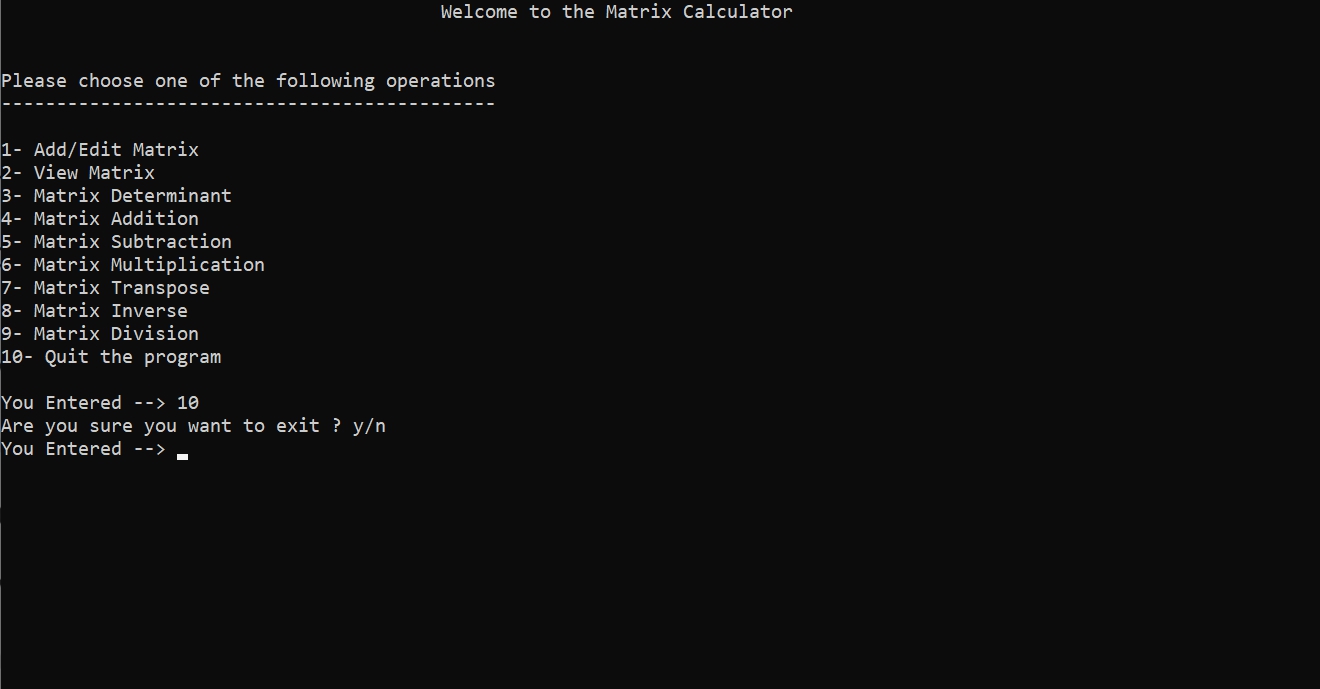 Welcome to the Matrix Calculator
Please choose one of the following operations
---------------------------------------------
1- Add/Edit Matrix
2- View Matrix
3- Matrix Determinant
4- Matrix Addition
5- Matrix Subtraction
6- Matrix Multiplication
7- Matrix Transpose
8- Matrix Inverse
9- Matrix Division
10- Quit the program
You Entered --> 10
Are you sure you want to exit ? y/n
You Entered -->